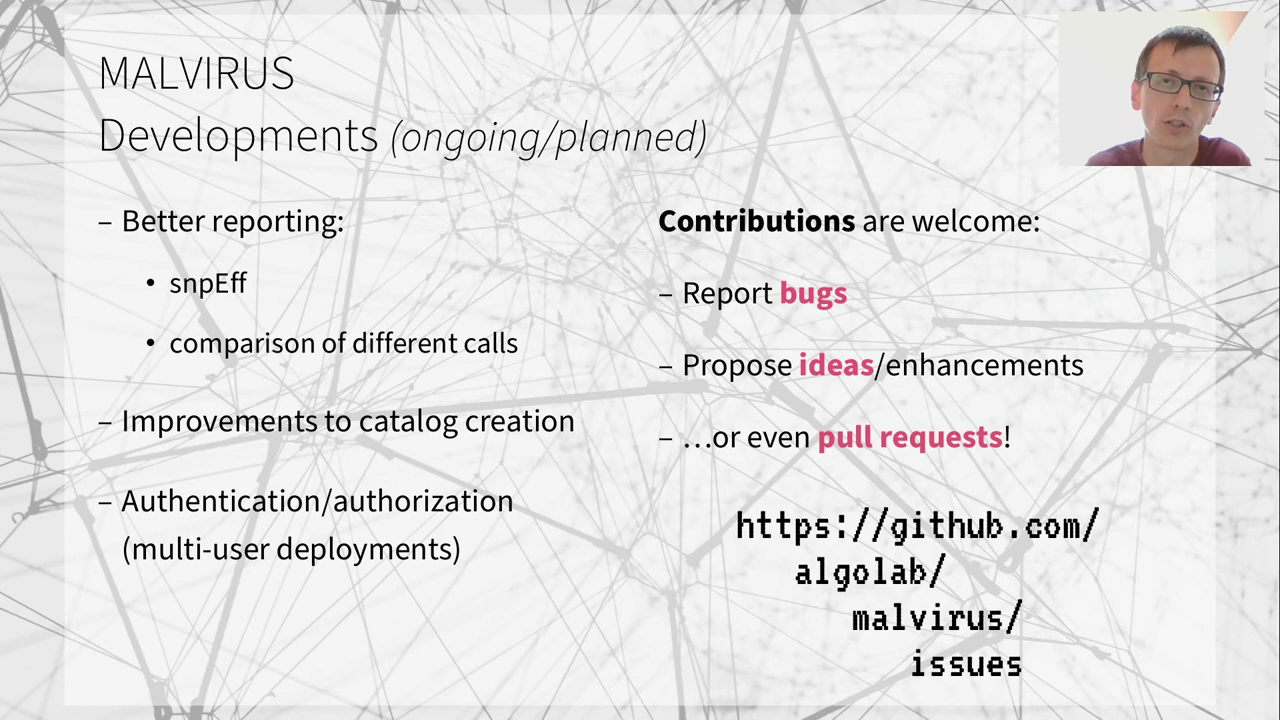 MALVIRUS
Developments (ongoing/planned)
– Better reporting:
• snpEff
• comparison of different calls
– Improvements to catalog creation
– Authentication/authorization
(multi-user deployments)
Contributions are welcome:
– Report bugs
– Propose ideas/enhancements
– …or even pull requests!
https://github.com/
algolab/
malvirus/
issues